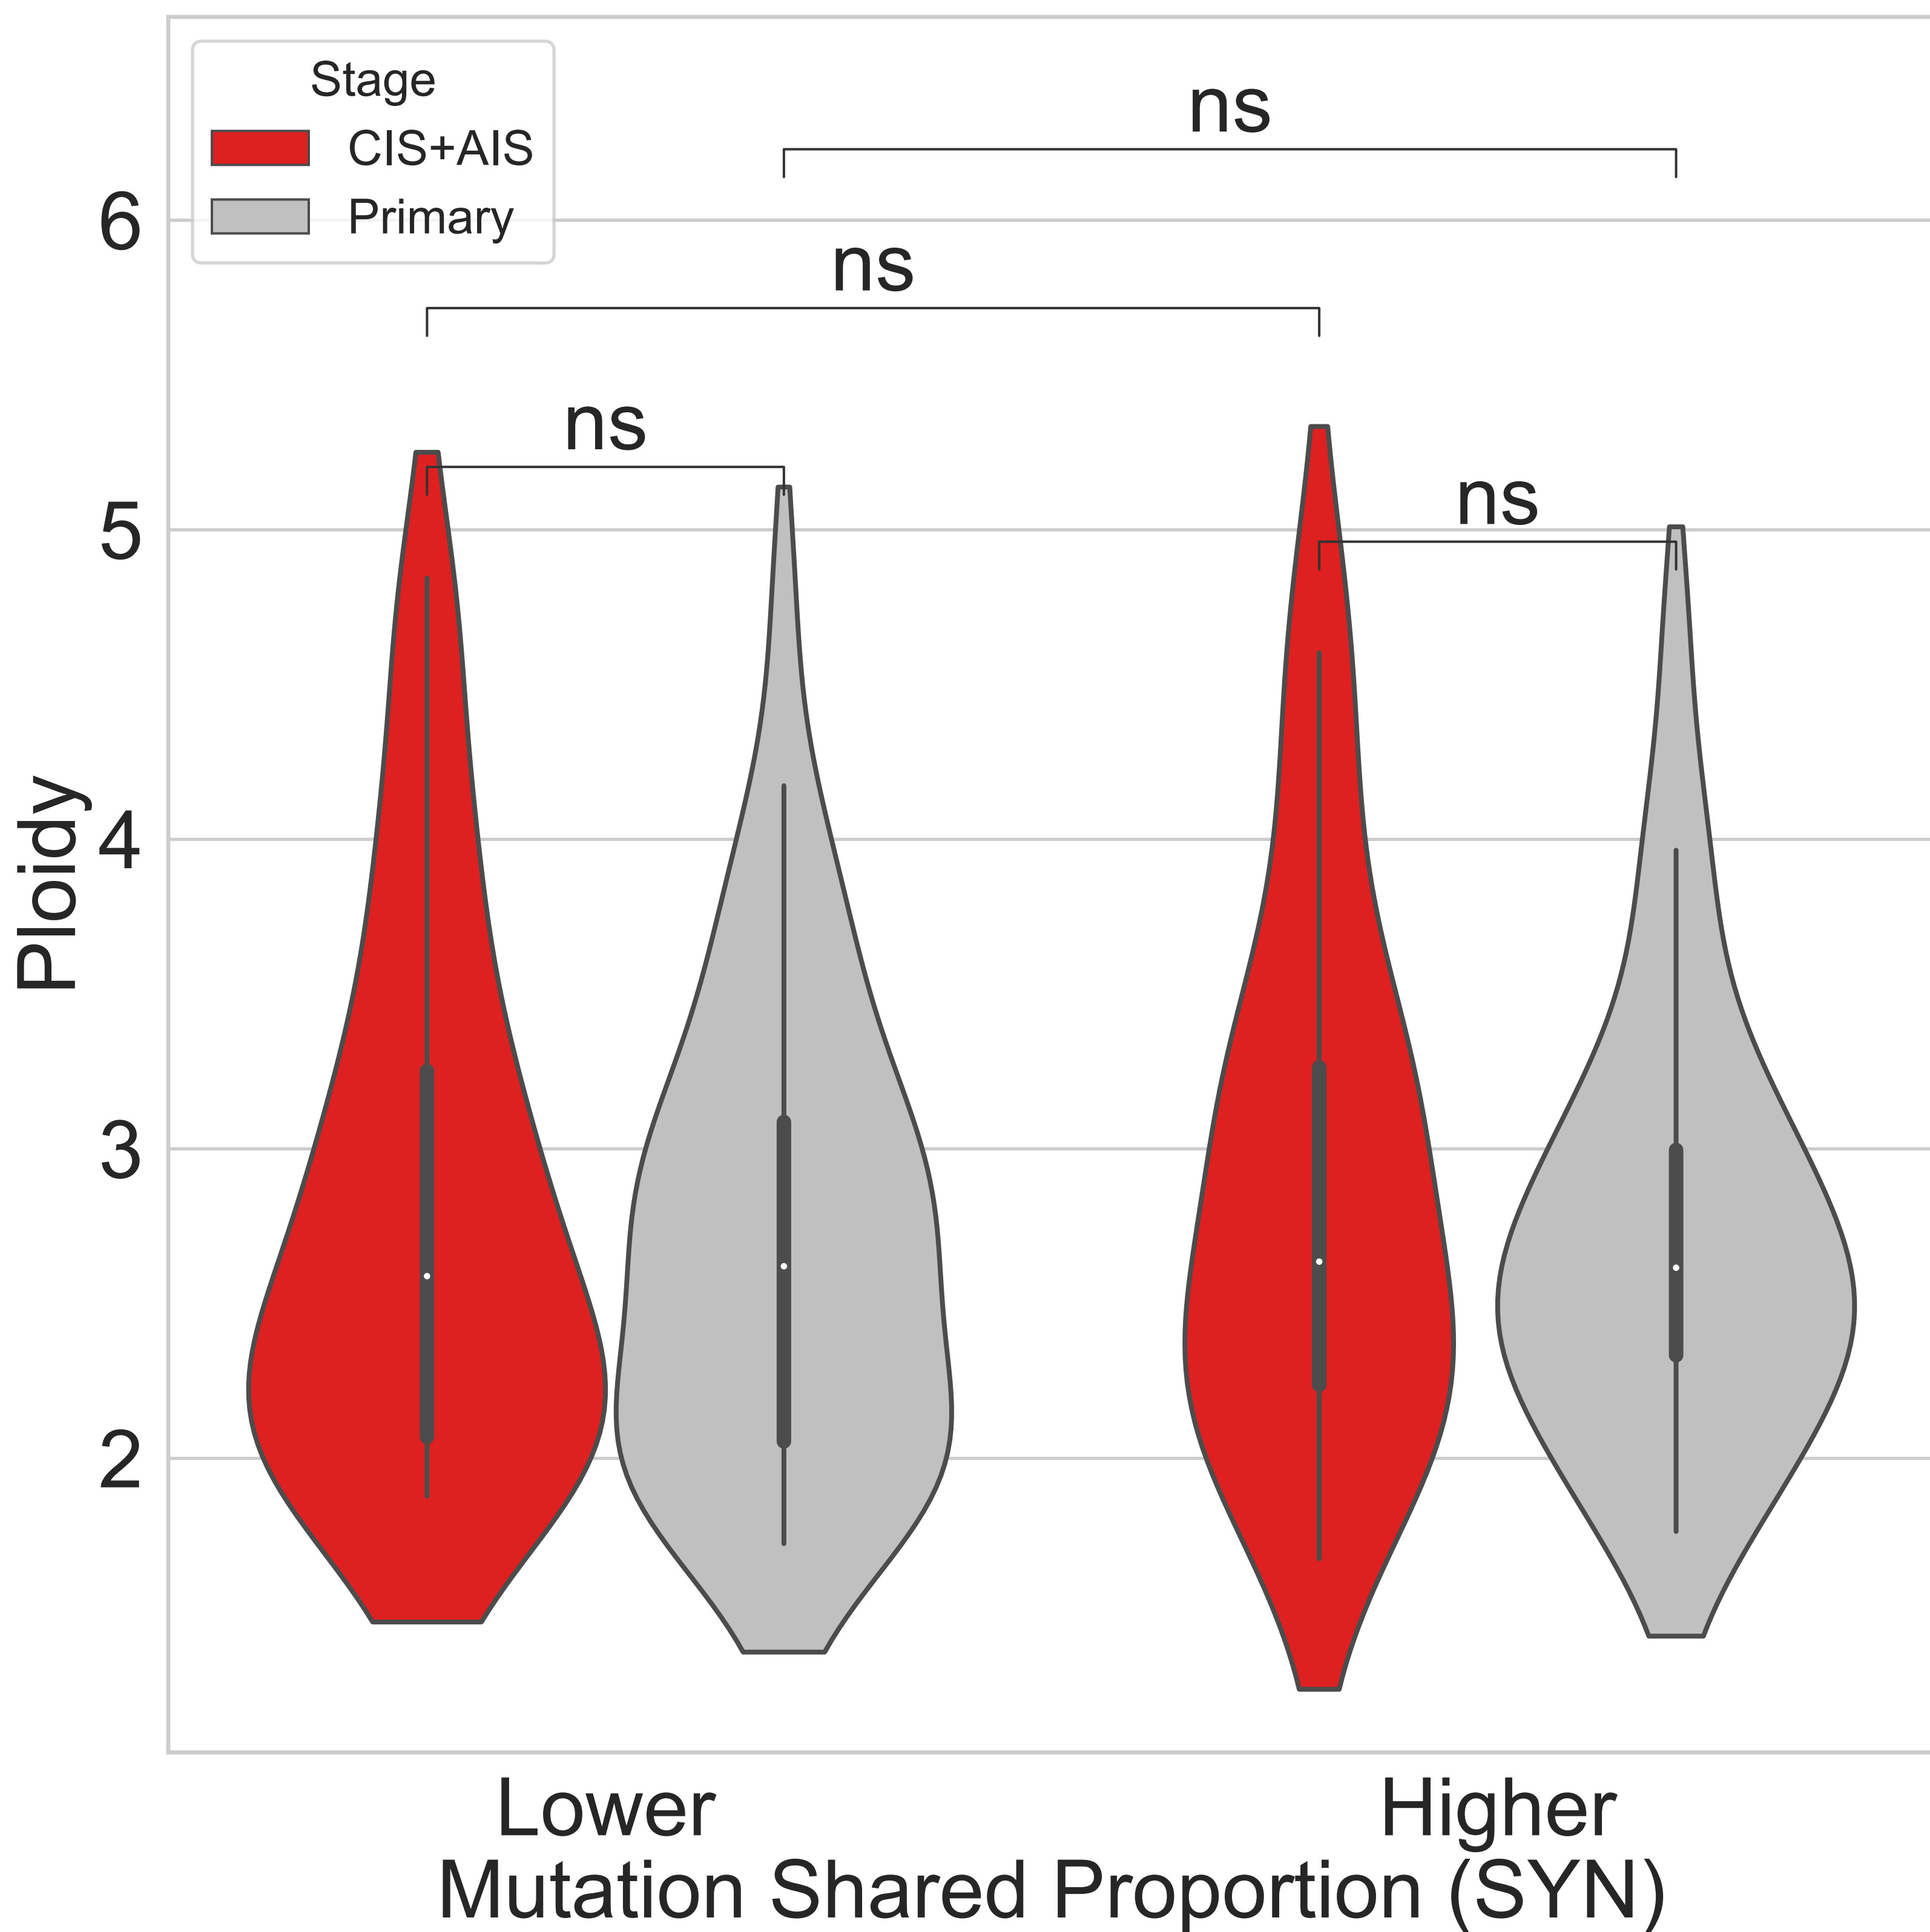 Stage
CIS+AIS
Primary
ns
ns
ns
ns
6
5
4
3
2
Ploidy
Lower
Higher
Mutation Shared Proportion (SYN)